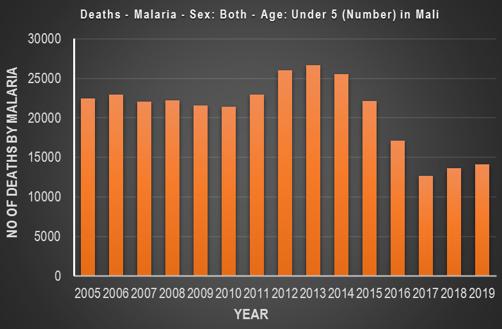 Deaths - Malaria - Sex: Both - Age: Under 5 (Number) in Mali
NO OF DEATHS BY MALARIA
30000
25000
20000
15000
10000
5000
0
2005 2006 2007 2008 2009 2010 2011 2012 2013 2014 2015 2016 2017 2018 2019
YEAR